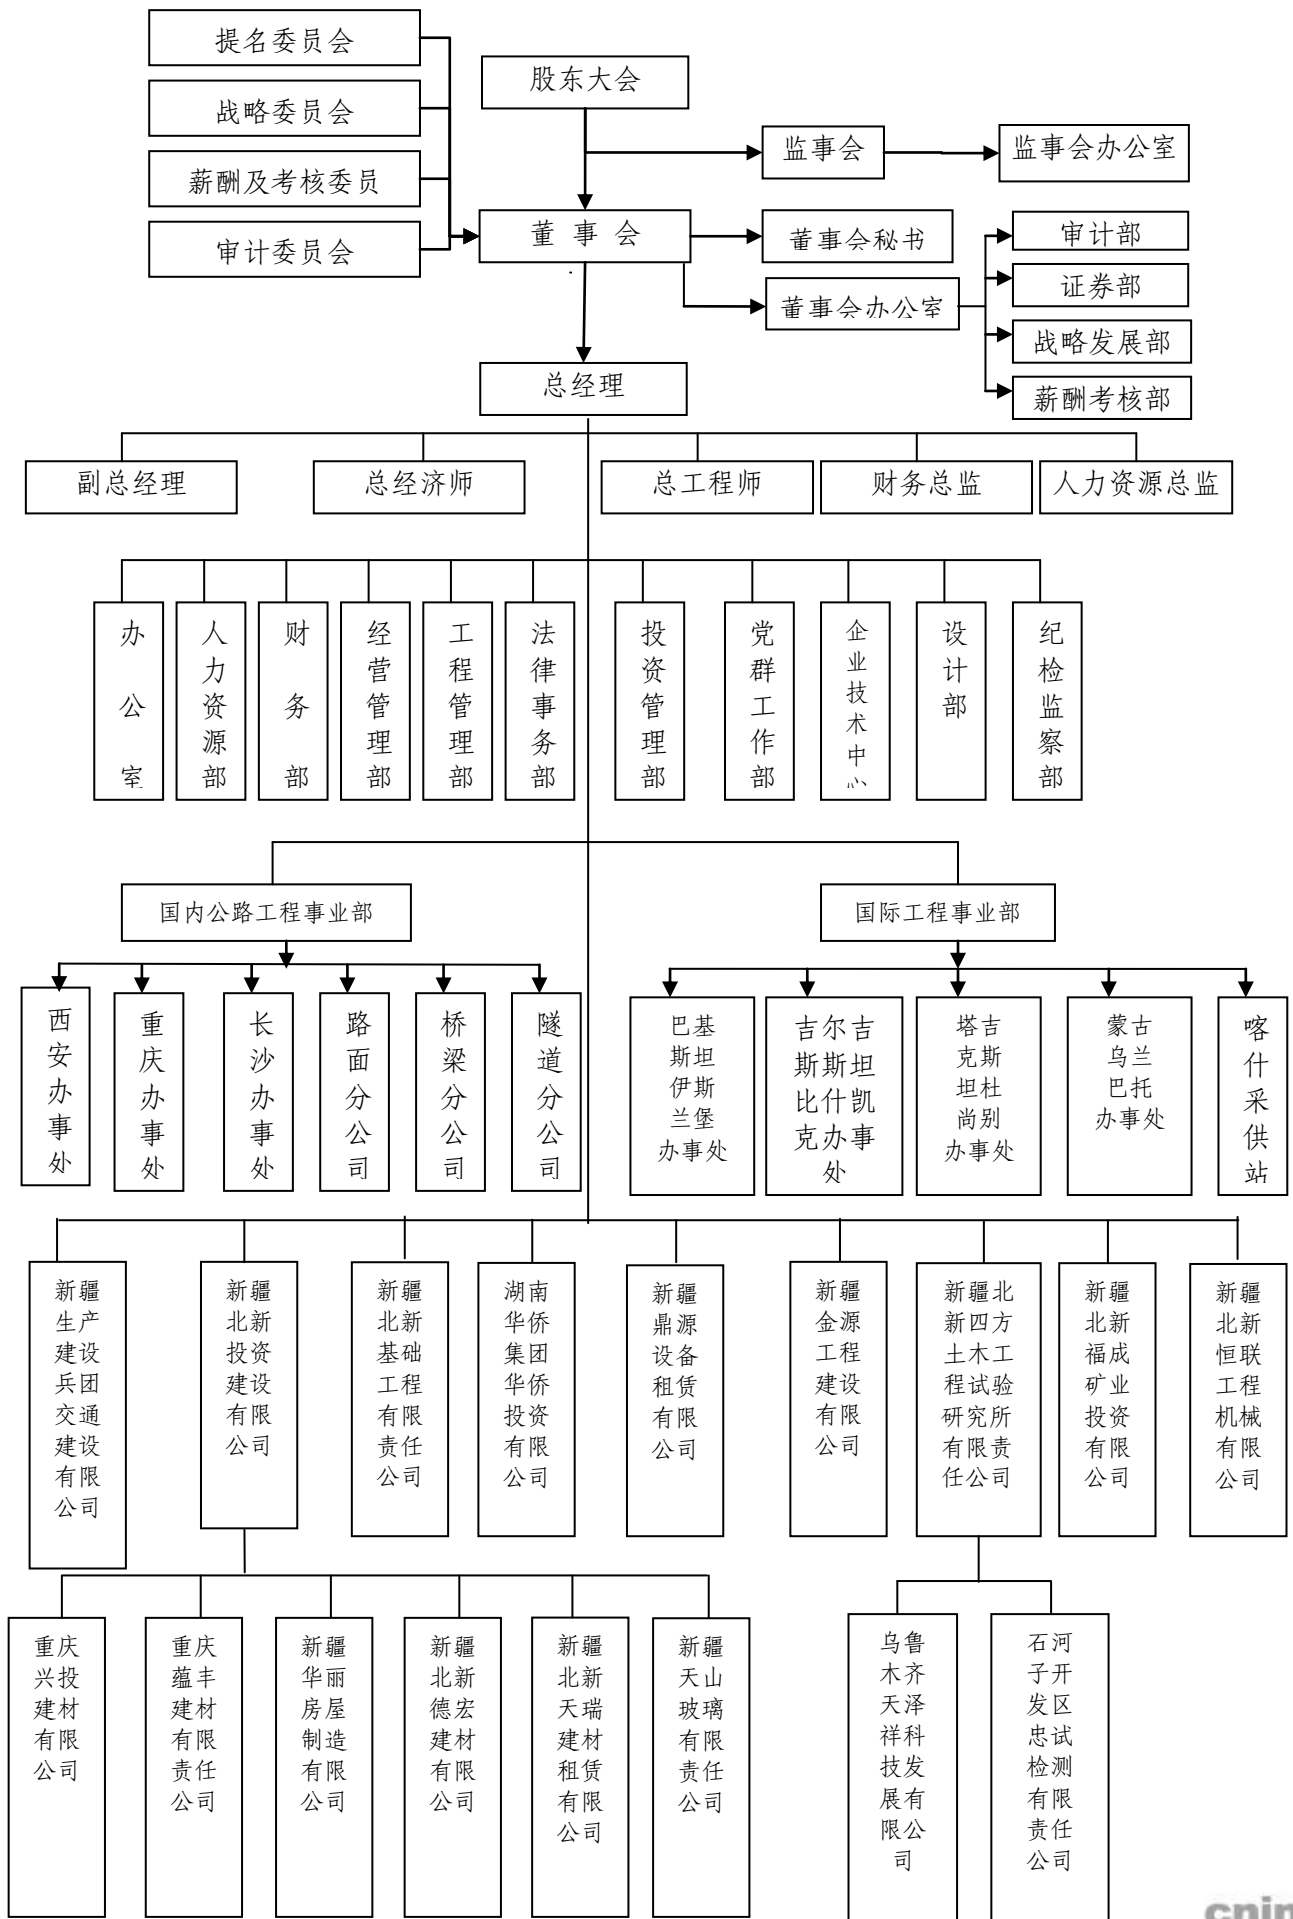 提名委员会
股东大会
战略委员会
监事会
监事会办公室
薪酬及考核委员
董 事 会
审计委员会
董事会秘书
审计部
证券部
董事会办公室
战略发展部
总经理
薪酬考核部
副总经理
总经济师
总工程师
财务总监
人力资源总监
办
公
室
人
力
资
源
部
财
务
部
经
营
管
理
部
工
程
管
理
部
法
律
事
务
部
投
资
管
理
部
党
群
工
作
部
企
业
技
术
中
心
设
计
部
纪
检
监
察
部
国内公路工程事业部
国际工程事业部
西
安
办
事
处
重
庆
办
事
处
长
沙
办
事
处
路
面
分
公
司
桥
梁
分
公
司
隧
道
分
公
司
巴基
斯坦
伊斯
兰堡
办事处
吉尔吉
斯斯坦
比什凯
克办事
处
塔吉
克斯
坦杜
尚别
办事处
蒙古
乌兰
巴托
办事处
喀
什
采
供
站
新疆
生产
建设
兵团
交通
建设
有限
公司
新疆
北新
投资
建设
有限
公司
新疆
北新
基础
工程
有限
责任
公司
湖南
华侨
集团
华侨
投资
有限
公司
新疆
鼎源
设备
租赁
有限
公司
新疆
金源
工程
建设
有限
公司
新疆北
新四方
土木工
程试验
研究所
有限责
任公司
新疆
北新
福成
矿业
投资
有限
公司
新疆
北新
恒联
工程
机械
有限
公司
重庆
兴投
建材
有限
公司
重庆
蕴丰
建材
有限
责任
公司
新疆
华丽
房屋
制造
有限
公司
新疆
北新
德宏
建材
有限
公司
新疆
北新
天瑞
建材
租赁
有限
公司
新疆
天山
玻璃
有限
责任
公司
乌鲁
木齐
天泽
祥科
技发
展有
限公
司
石河
子开
发区
忠试
检测
有限
责任
公司